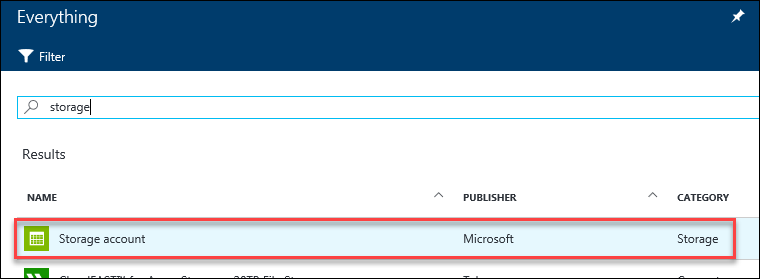 Everything
Filter
storage
Results
NAME PUBLISHER CATEGORY
Storage account Microsoft Storage